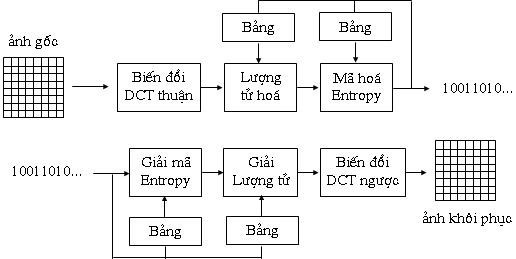 ảnh gốc
Bảng
Bảng
Biến đổi
DCT thuận
Lượng
tử hoá
Mã hoá
Entropy
10011010...
10011010...
Giải mã
Entropy
Giải
Lượng tử
Biến đổi
DCT ngược
Bảng
Bảng
ảnh khôi phục